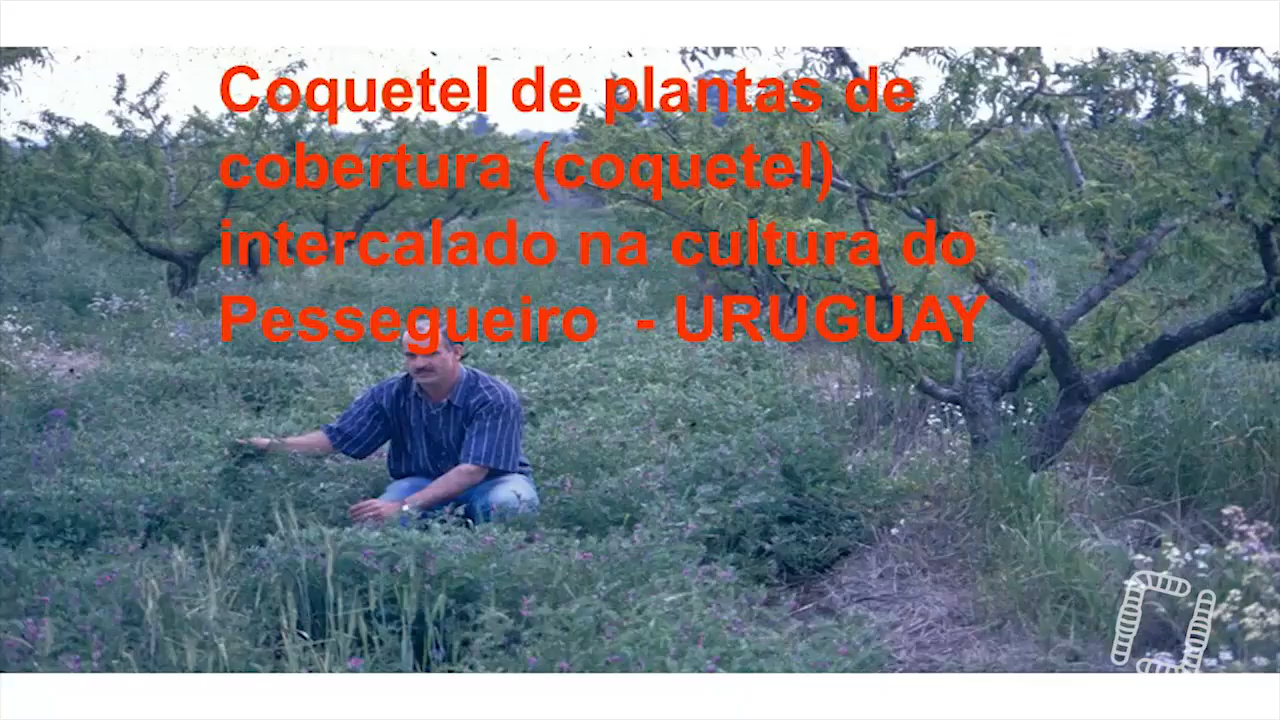 Coquetel de plantas de
cobertura (coquetel)
intercalado na cultura do
Pessegueiro - URUGUAY